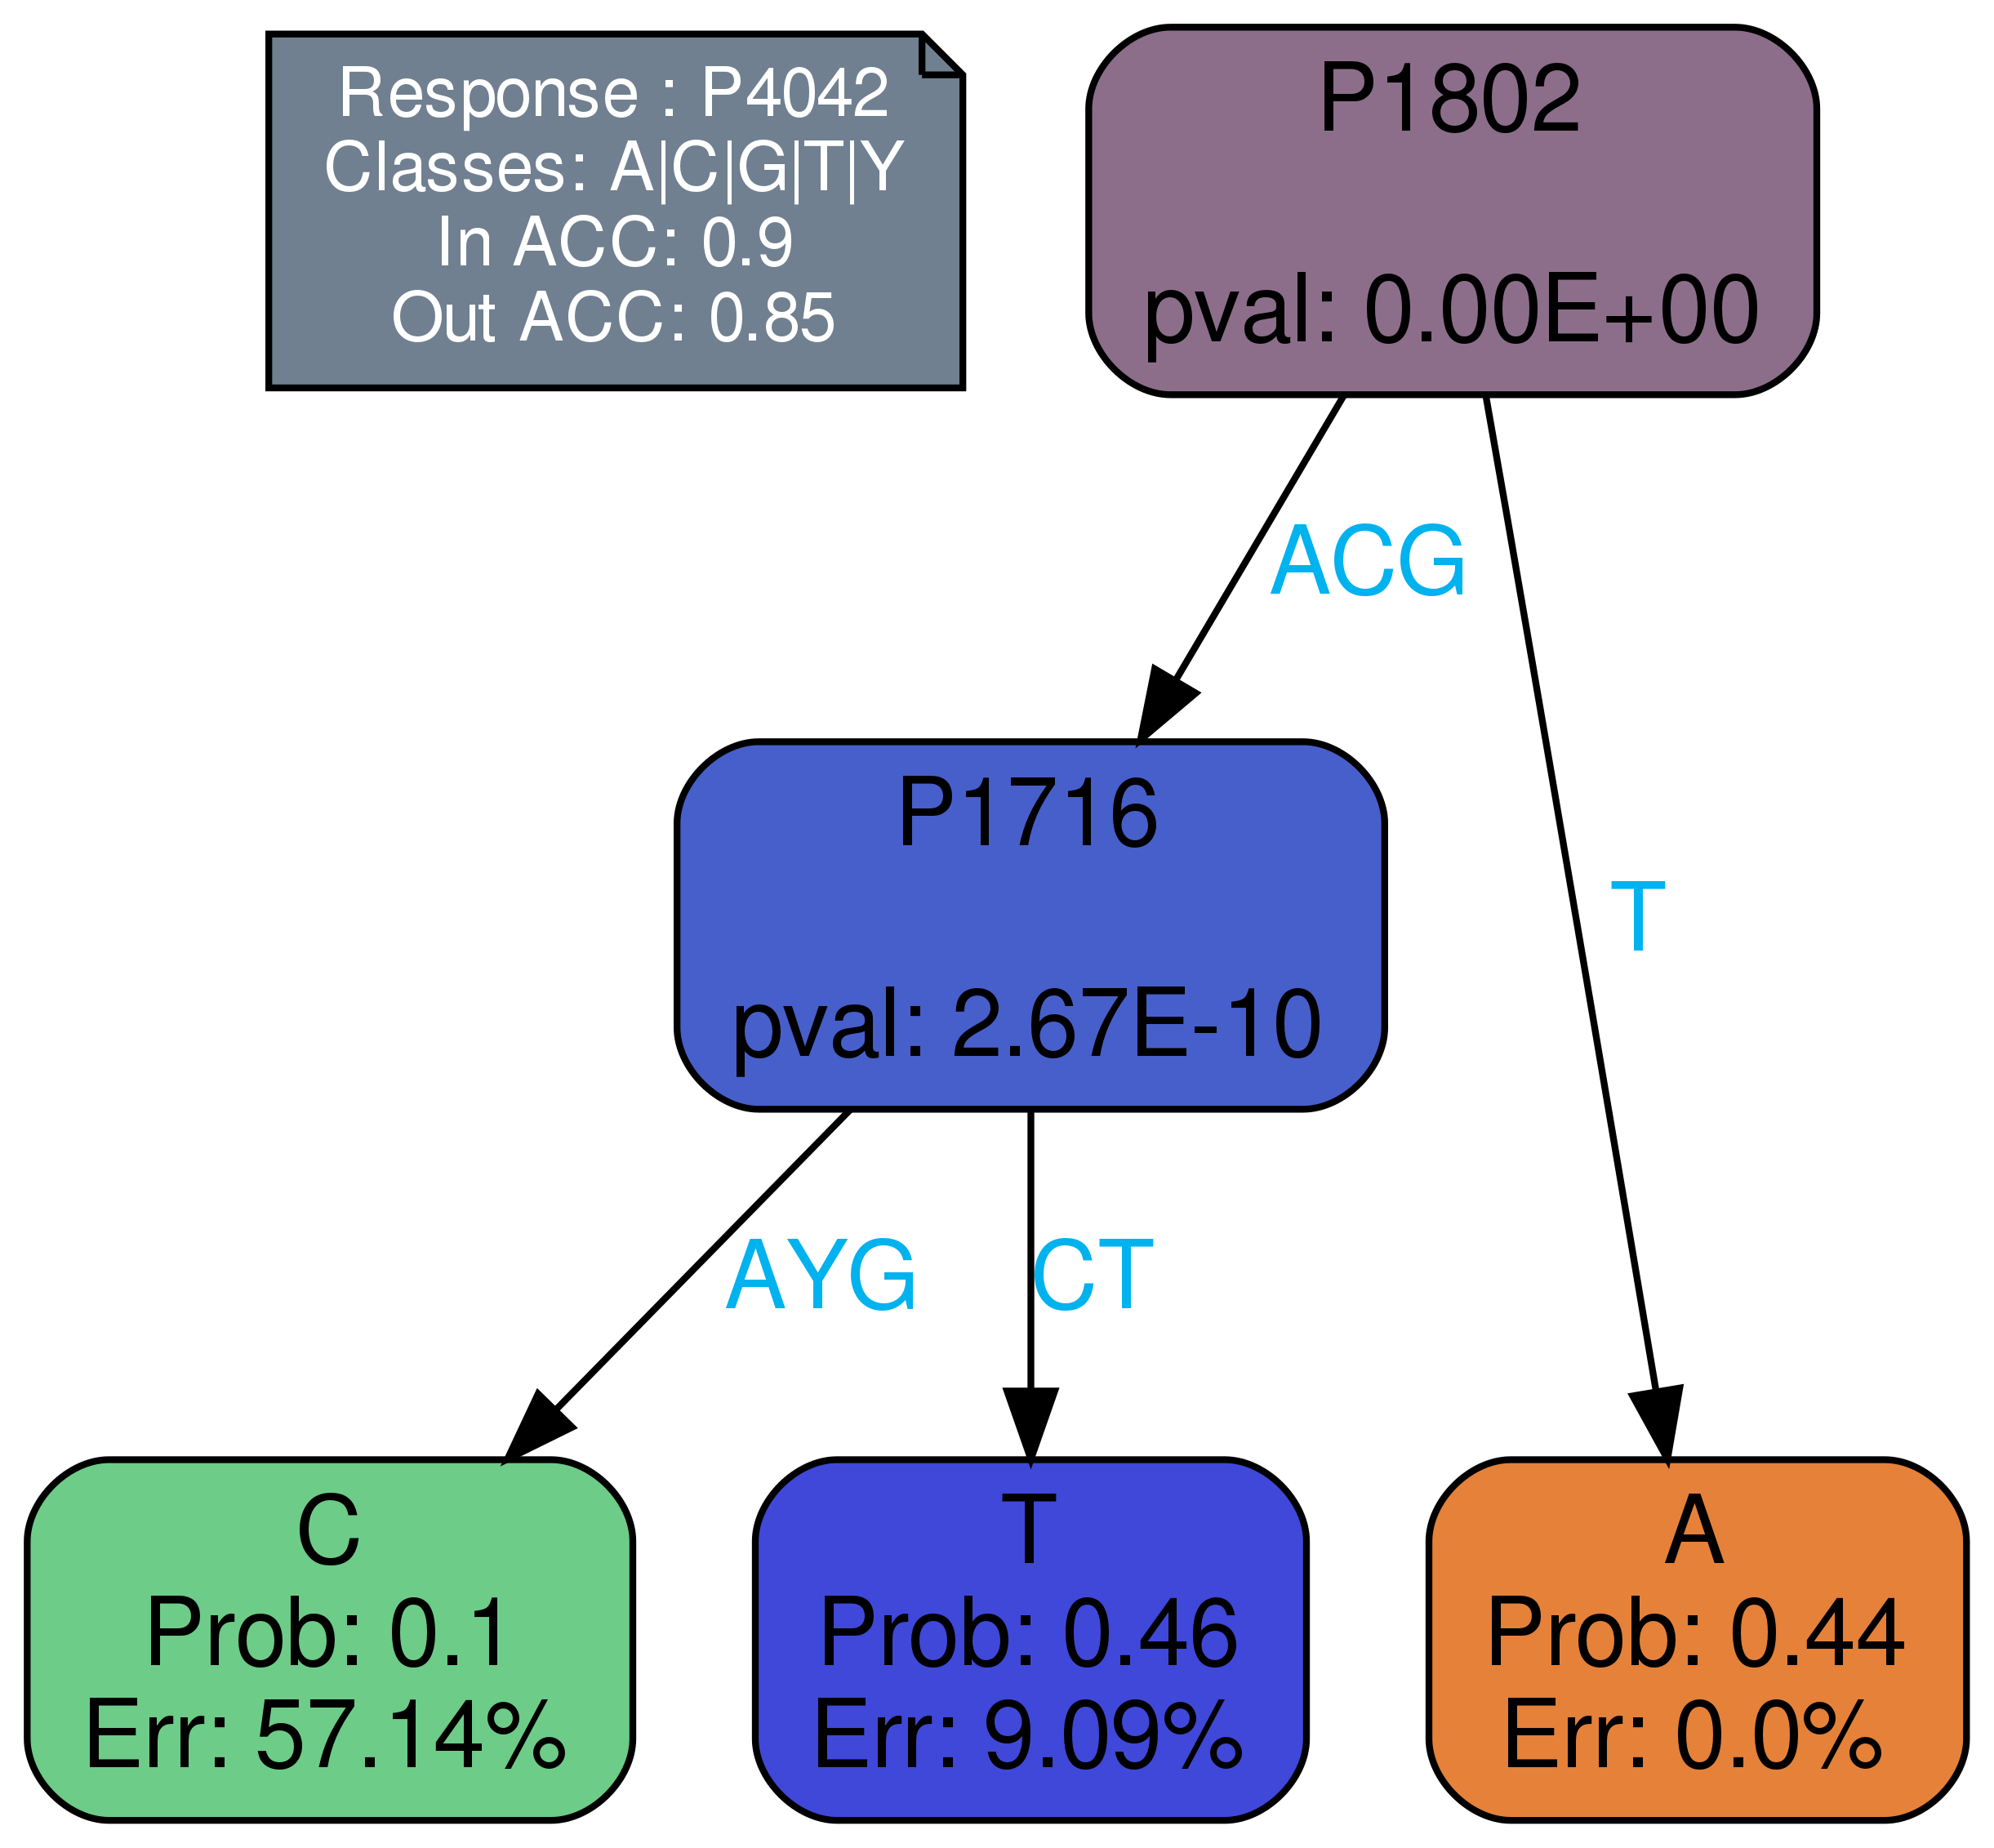 Response : P4042
Classes: A|C|G|T|Y
In ACC: 0.9
Out ACC: 0.85
P1802
pval: 0.00E+00
ACG
T
P1716
pval: 2.67E-10
AYG
CT
C
Prob: 0.1
Err: 57.14%
T
Prob: 0.46
Err: 9.09%
A
Prob: 0.44
Err: 0.0%